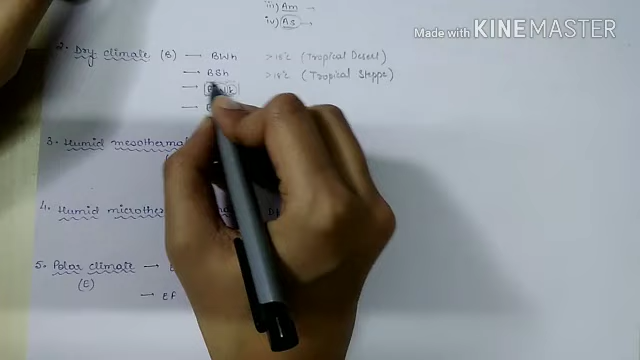 iii) Am —
iv) As —
Made with KINEMASTER
2. Dry climate (B) — BWh >18°C (Tropical Desert)
— BSh >18°C (Tropical Steppe)
3. Humid mesothermal
4. Humid microther
5. Polar climate —
(E)
— EF